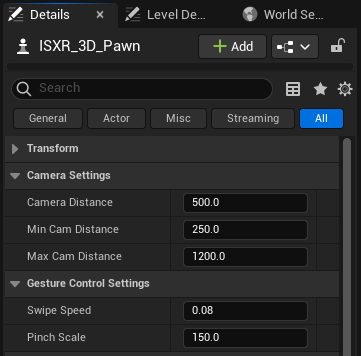 Details
Level De...
World Se...
ISXR_3D_Pawn
+ Add
Search
General Actor Misc Streaming All
Transform
Camera Settings
Camera Distance 500.0
Min Cam Distance 250.0
Max Cam Distance 1200.0
Gesture Control Settings
Swipe Speed 0.08
Pinch Scale 150.0